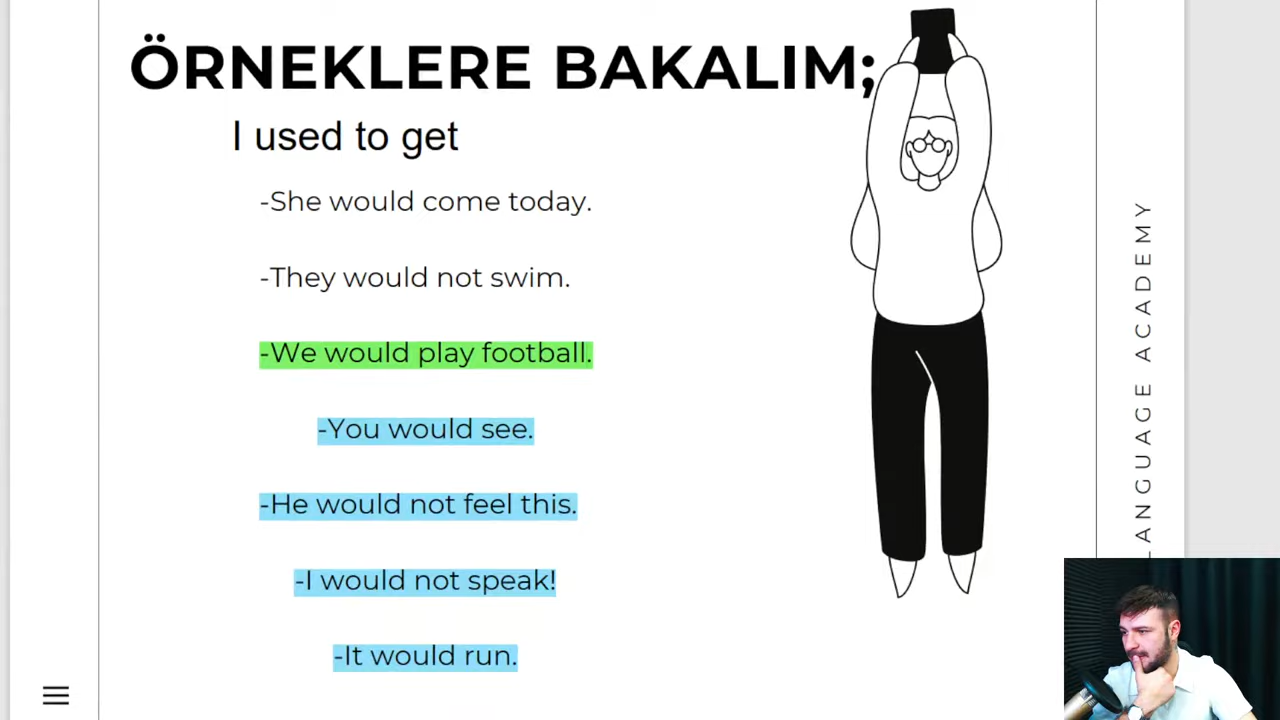 ÖRNEKLERE BAKALIM;
I used to get
-She would come today.
-They would not swim.
-We would play football.
-You would see.
-He would not feel this.
-I would not speak!
-It would run.
LANGUAGE ACADEMY